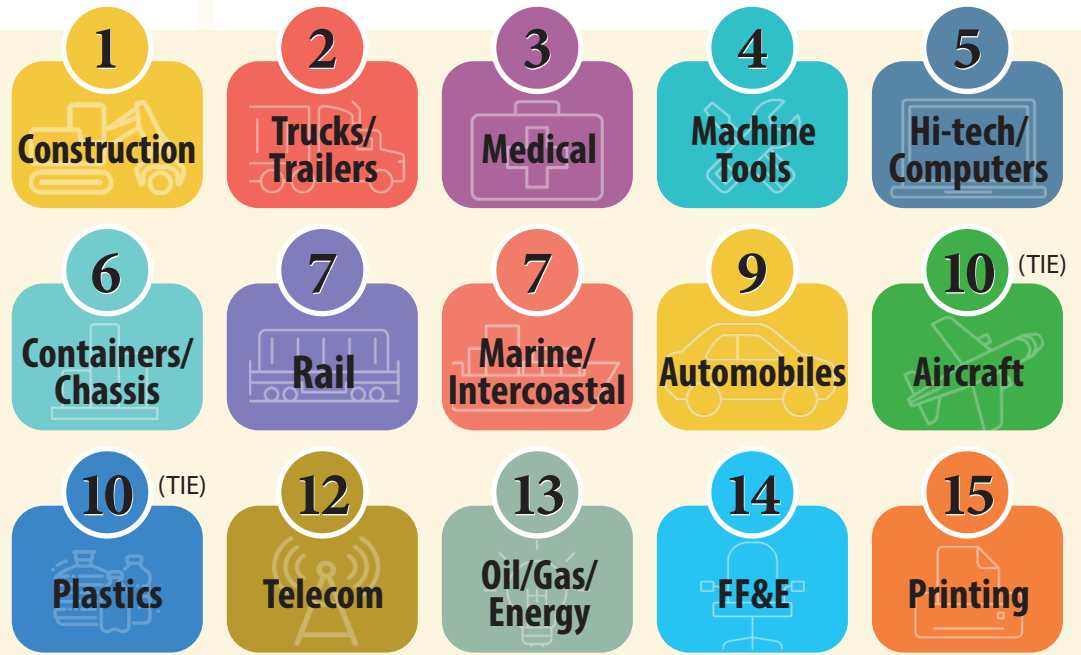 1
Construction
2
Trucks/
Trailers
3
Medical
4
Machine
Tools
5
Hi-tech/
Computers
6
Containers/
Chassis
7
Rail
7
Marine/
Intercoastal
9
Automobiles
10 (TIE)
Aircraft
10 (TIE)
Plastics
12
Telecom
13
Oil/Gas/
Energy
14
FF&E
15
Printing